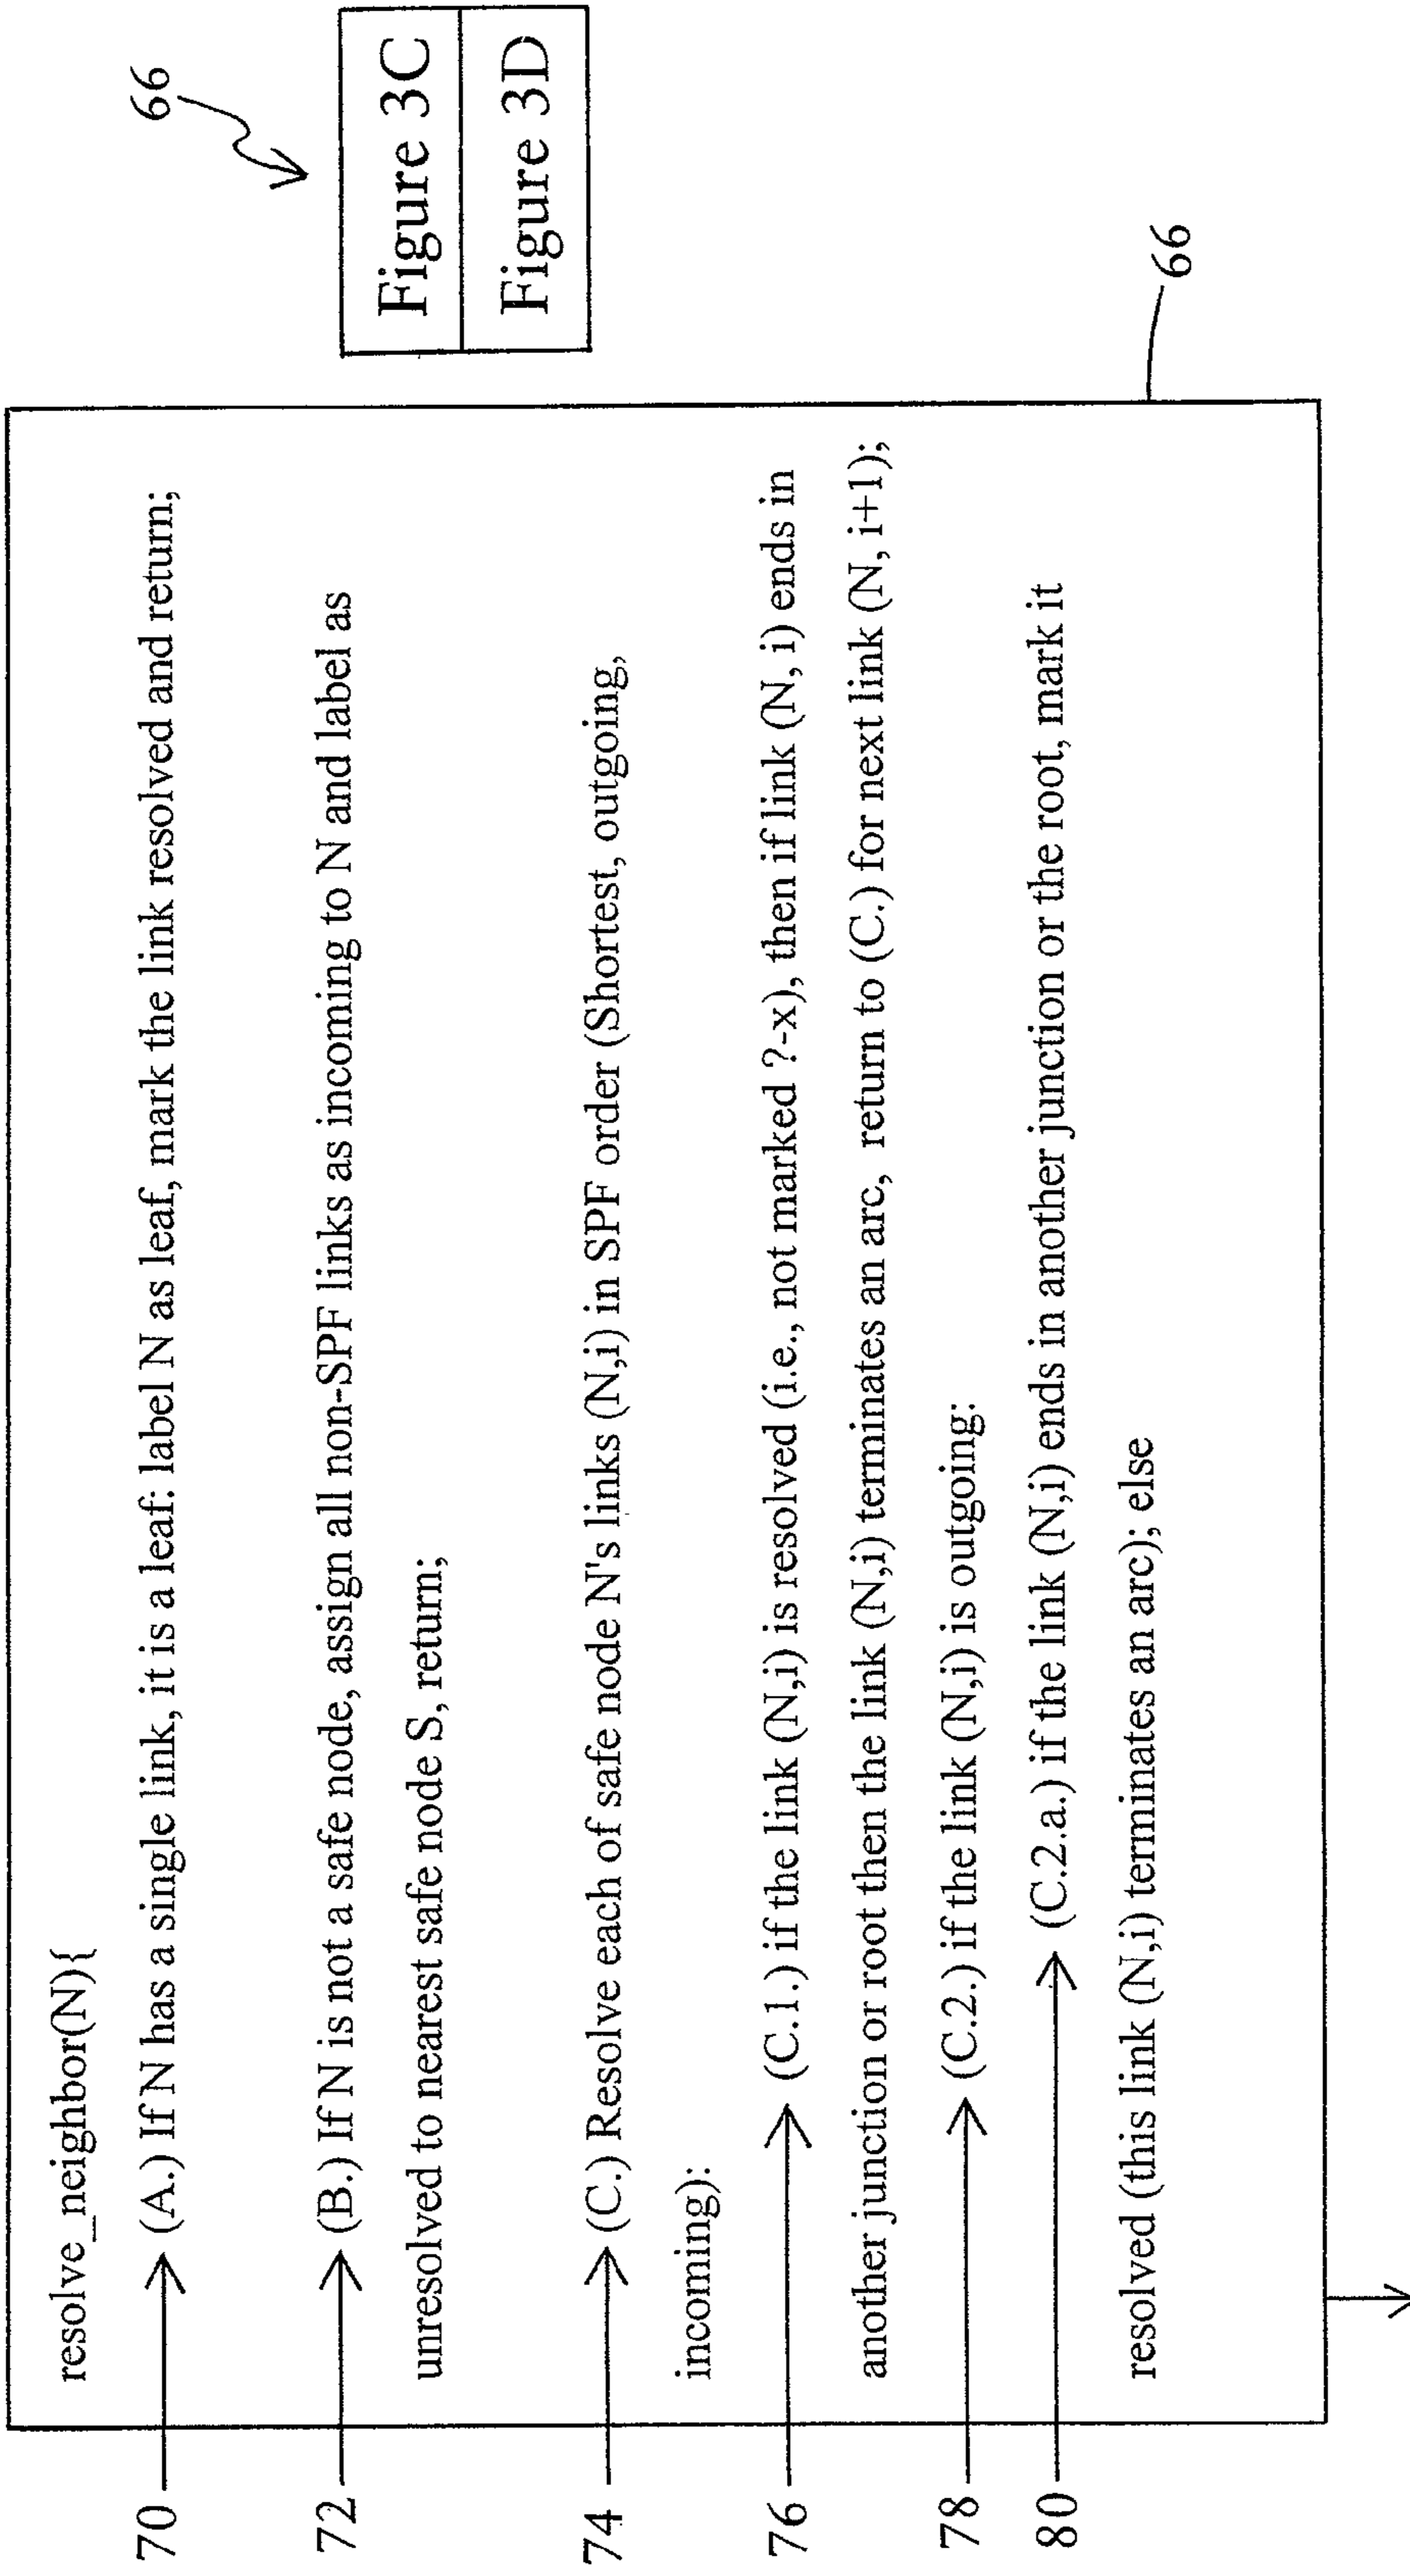 resolve_neighbor(N){
70 (A.) If N has a single link, it is a leaf: label N as leaf, mark the link resolved and return;
72 (B.) If N is not a safe node, assign all non-SPF links as incoming to N and label as
unresolved to nearest safe node S, return;
74 (C.) Resolve each of safe node N's links (N,i) in SPF order (Shortest, outgoing,
incoming):
76 (C.1.) if the link (N,i) is resolved (i.e., not marked ?-x), then if link (N, i) ends in
another junction or root then the link (N,i) terminates an arc, return to (C.) for next link (N, i+1);
78 (C.2.) if the link (N,i) is outgoing:
80 (C.2.a.) if the link (N,i) ends in another junction or the root, mark it
resolved (this link (N,i) terminates an arc); else
66
66
Figure 3C
Figure 3D